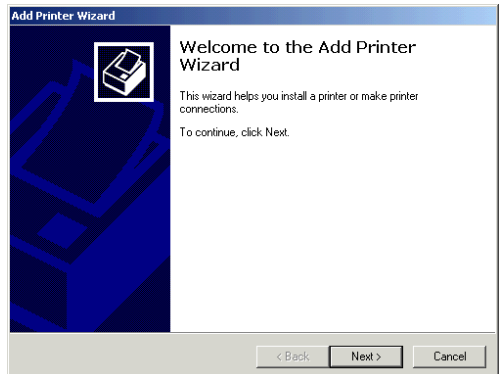 Add Printer Wizard
Welcome to the Add Printer
Wizard
This wizard helps you install a printer or make printer
connections.
To continue, click Next.
< Back
Next >
Cancel